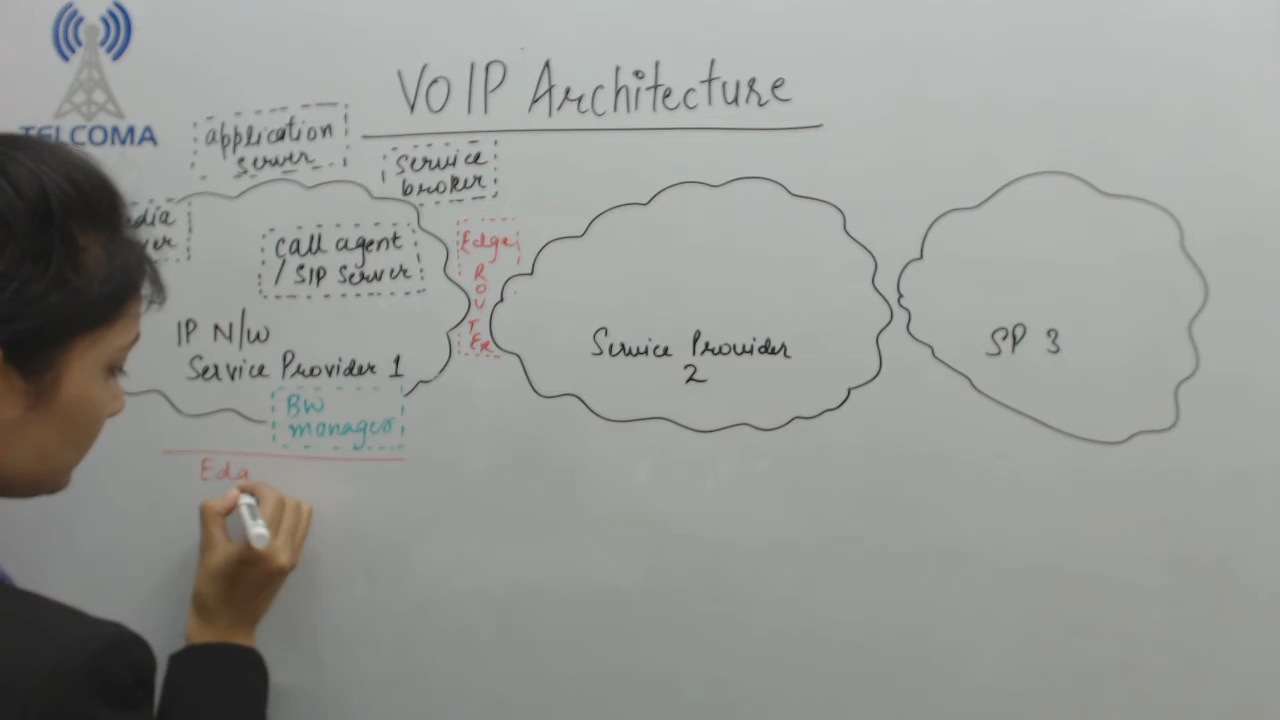 VOIP Architecture
TELCOMA
application
server
service
broker
call agent
/ SIP Server
Edge
ROUTER
IP N/W
Service Provider 1
BW
manager
Service Provider
2
SP 3